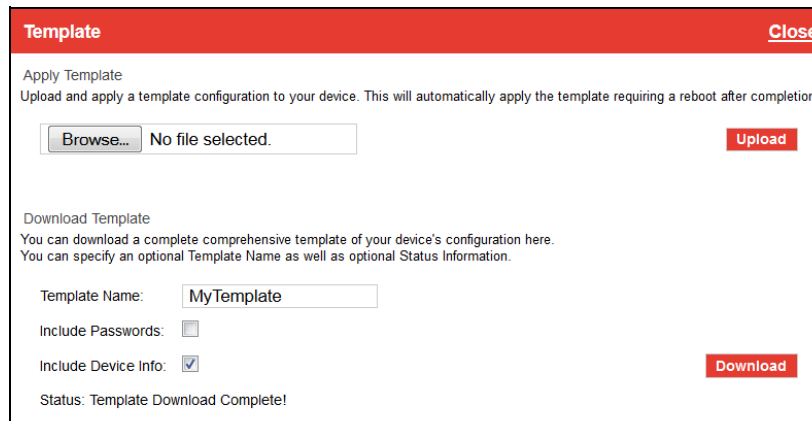 Template
Close
Apply Template
Upload and apply a template configuration to your device. This will automatically apply the template requiring a reboot after completion
Browse... No file selected.
Upload
Download Template
You can download a complete comprehensive template of your device's configuration here.
You can specify an optional Template Name as well as optional Status Information.
Template Name: MyTemplate
Include Passwords:
Include Device Info:
Download
Status: Template Download Complete!